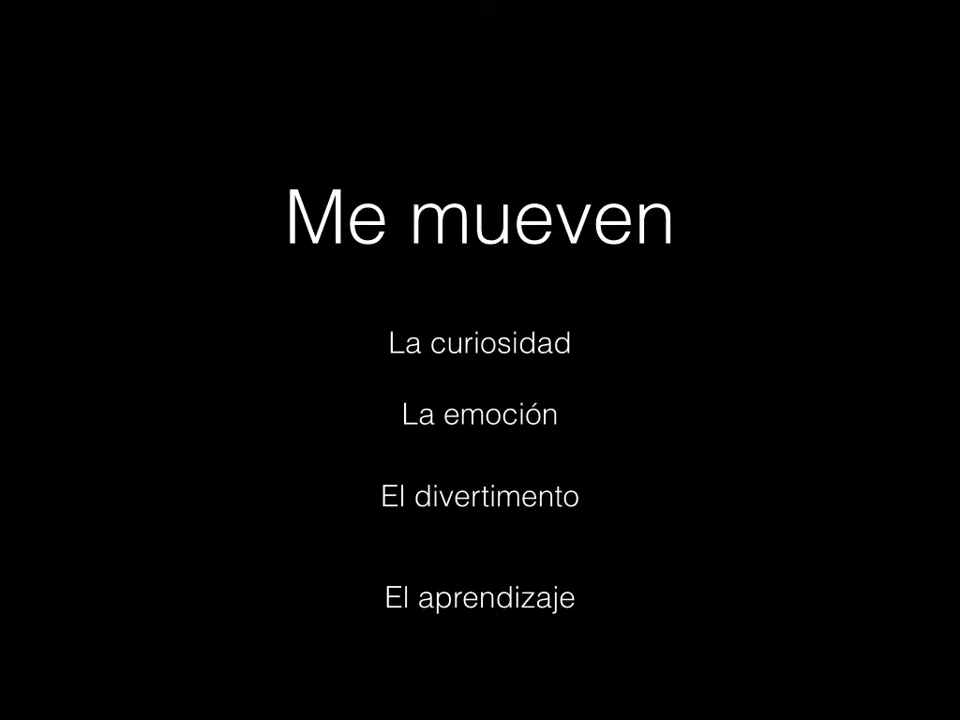 Me mueven
La curiosidad
La emoción
El divertimento
El aprendizaje